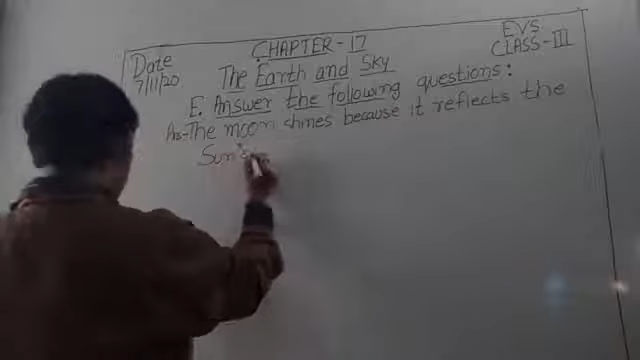 EVS
Date CHAPTER-17 CLASS-III
7/11/20 The Earth and Sky
E. Answer the following questions:
As-The moon shines because it reflects the
Sun's